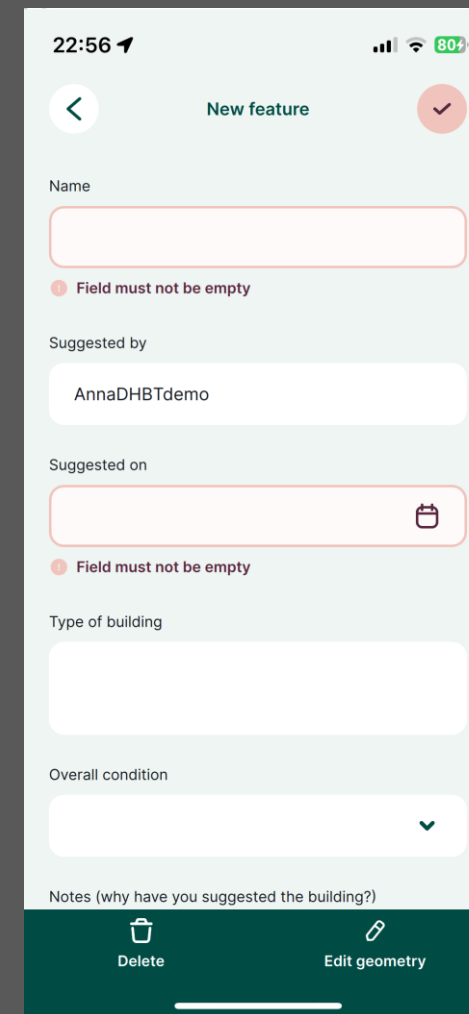 22:56
80
New feature
Name
Field must not be empty
Suggested by
AnnaDHBTdemo
Suggested on
Field must not be empty
Type of building
Overall condition
Notes (why have you suggested the building?)
Delete Edit geometry